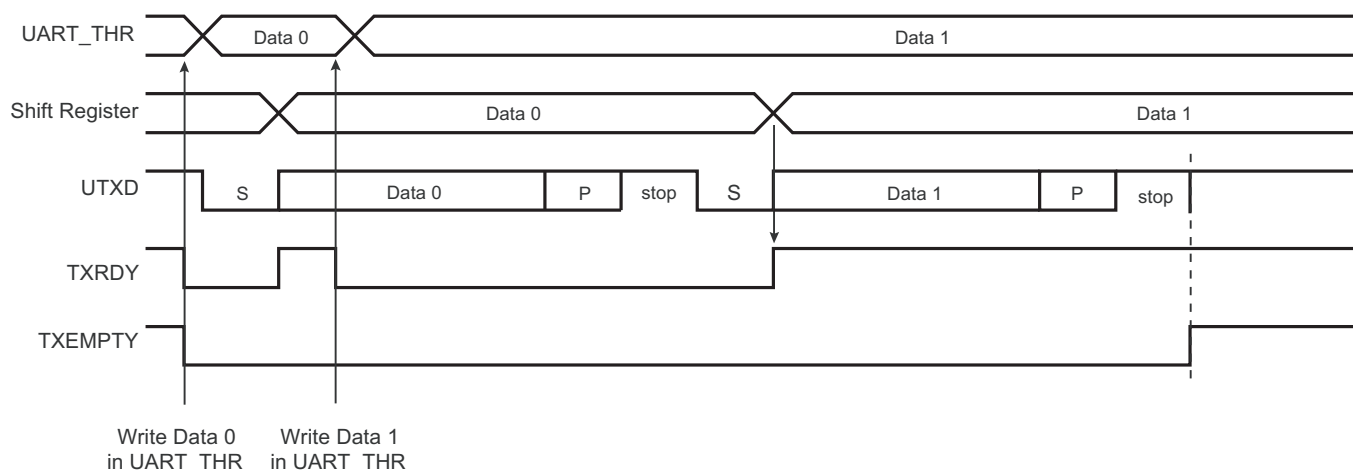 UART_THR
Data 0
Data 1
Shift Register
Data 0
Data 1
UTXD
S
Data 0
P
stop
S
Data 1
P
stop
TXRDY
TXEMPTY
Write Data 0
in UART_THR
Write Data 1
in UART_THR